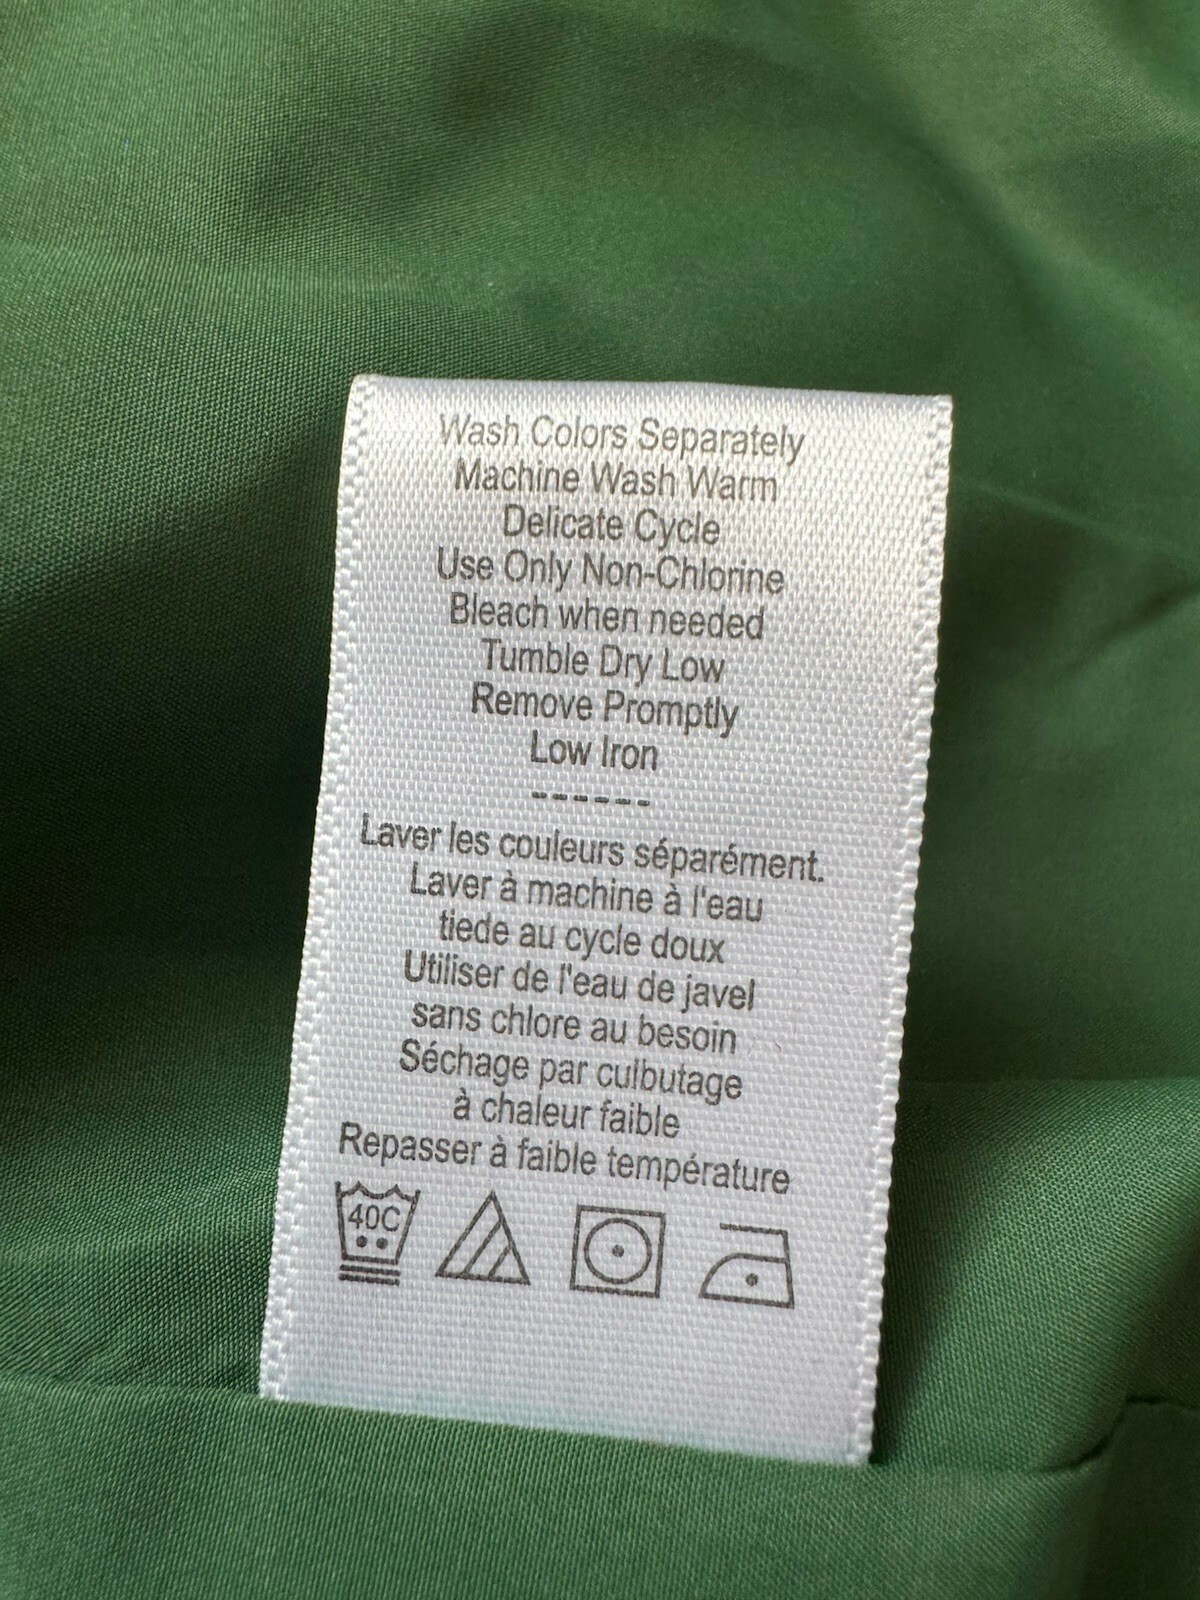 Wash Colors Separately
Machine Wash Warm
Delicate Cycle
Use Only Non-Chlorine
Bleach when needed
Tumble Dry Low
Remove Promptly
Low Iron
------
Laver les couleurs séparément.
Laver à machine à l'eau
tiede au cycle doux
Utiliser de l'eau de javel
sans chlore au besoin
Séchage par culbutage
à chaleur faible
Repasser à faible température
40C